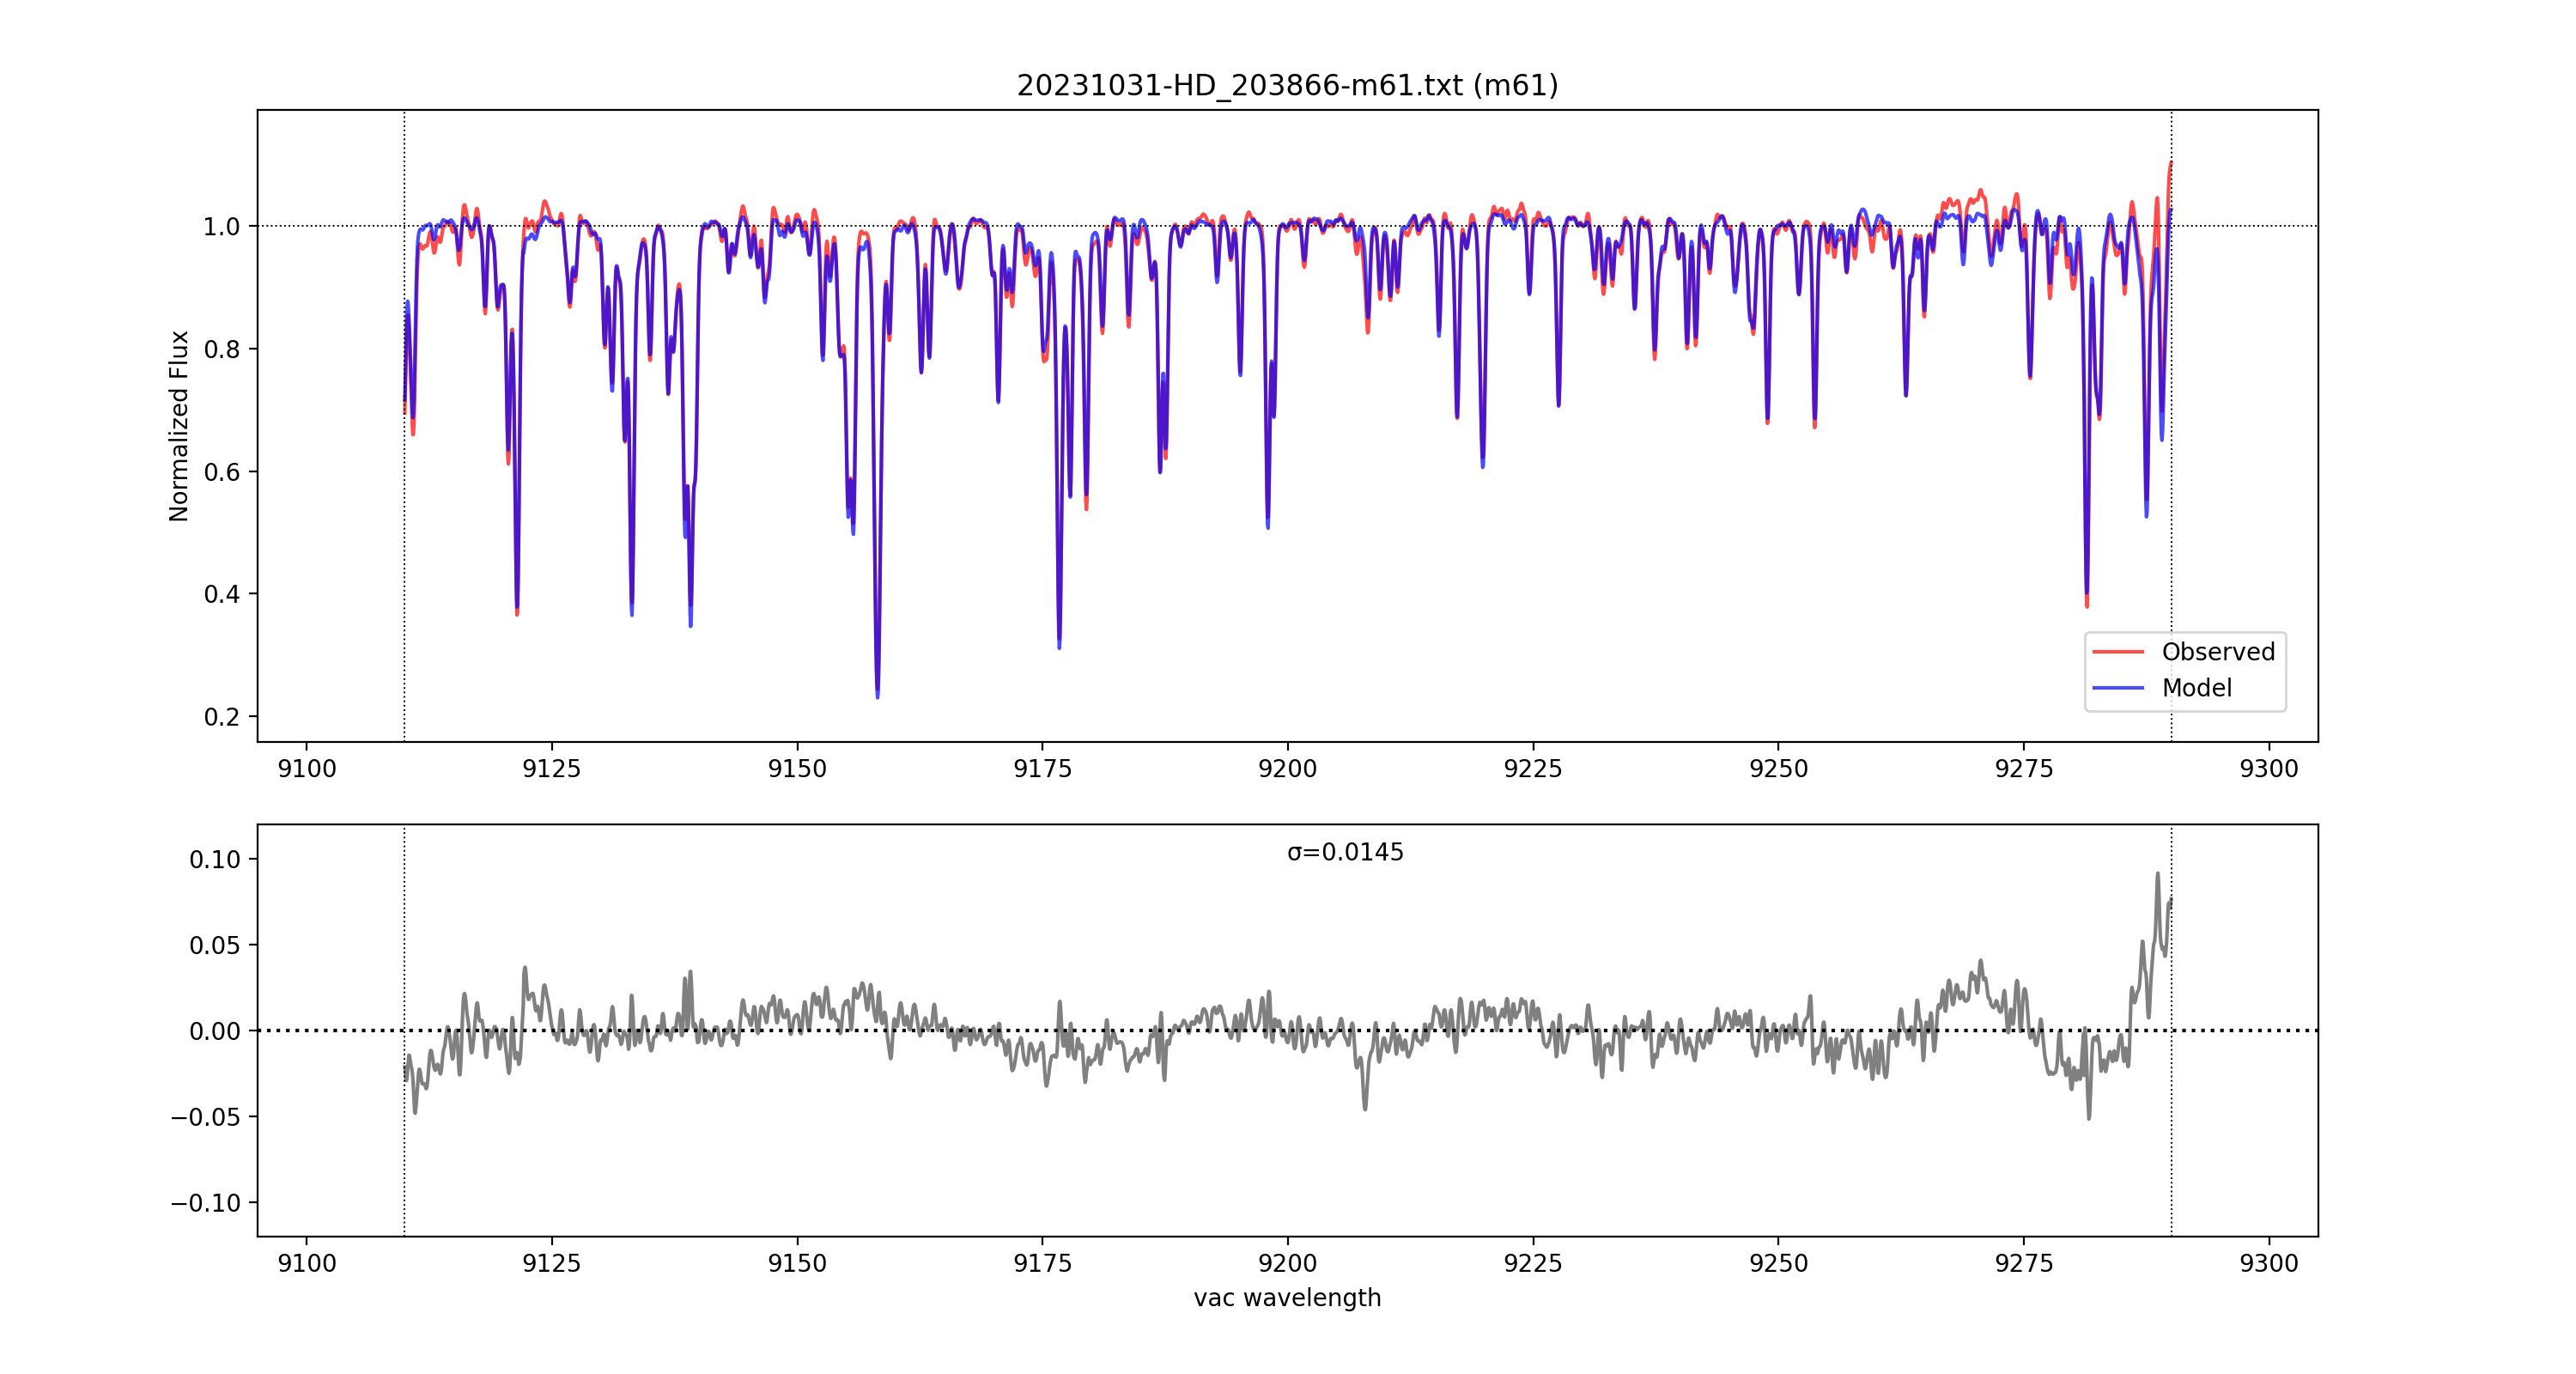 20231031-HD_203866-m61.txt (m61)
Normalized Flux
1.0
0.8
0.6
0.4
0.2
Observed
Model
9100 9125 9150 9175 9200 9225 9250 9275 9300
σ=0.0145
0.10
0.05
0.00
−0.05
−0.10
9100 9125 9150 9175 9200 9225 9250 9275 9300
vac wavelength